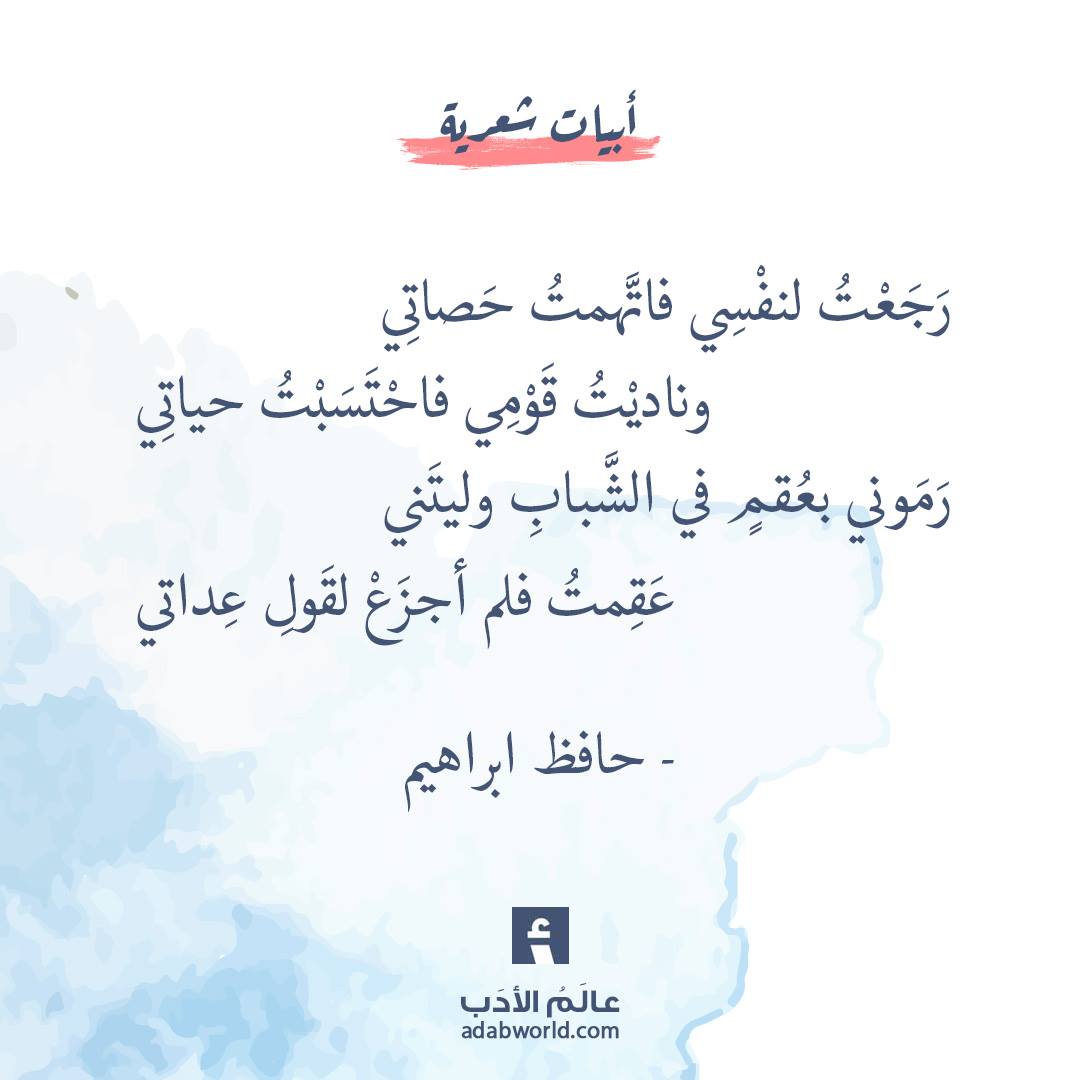 أبيات شعرية
رَجَعْتُ لنفْسِي فاتَّهمتُ حَصاتِي
وناديْتُ قَوْمِي فاحْتَسَبْتُ حياتِي
رَمَوني بعُقمٍ في الشَّبابِ وليتَني
عَقِمتُ فلم أجزَعْ لقَولِ عِداتي
- حافظ ابراهيم
أ
عالَمُ الأدَب
adabworld.com